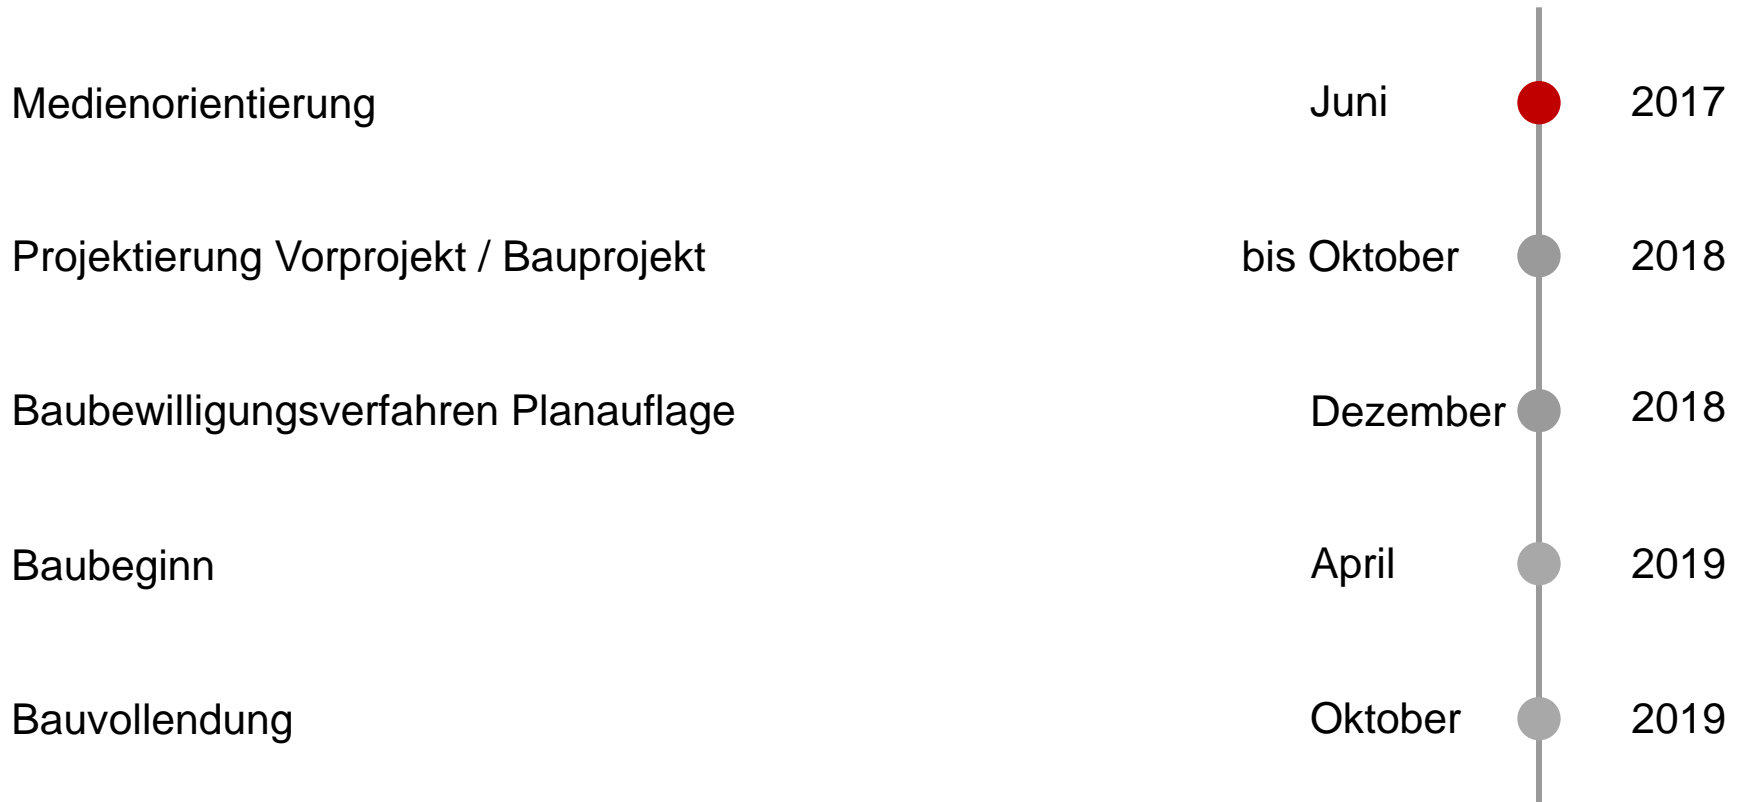 Medienorientierung Juni 2017
Projektierung Vorprojekt / Bauprojekt bis Oktober 2018
Baubewilligungsverfahren Planauflage Dezember 2018
Baubeginn April 2019
Bauvollendung Oktober 2019